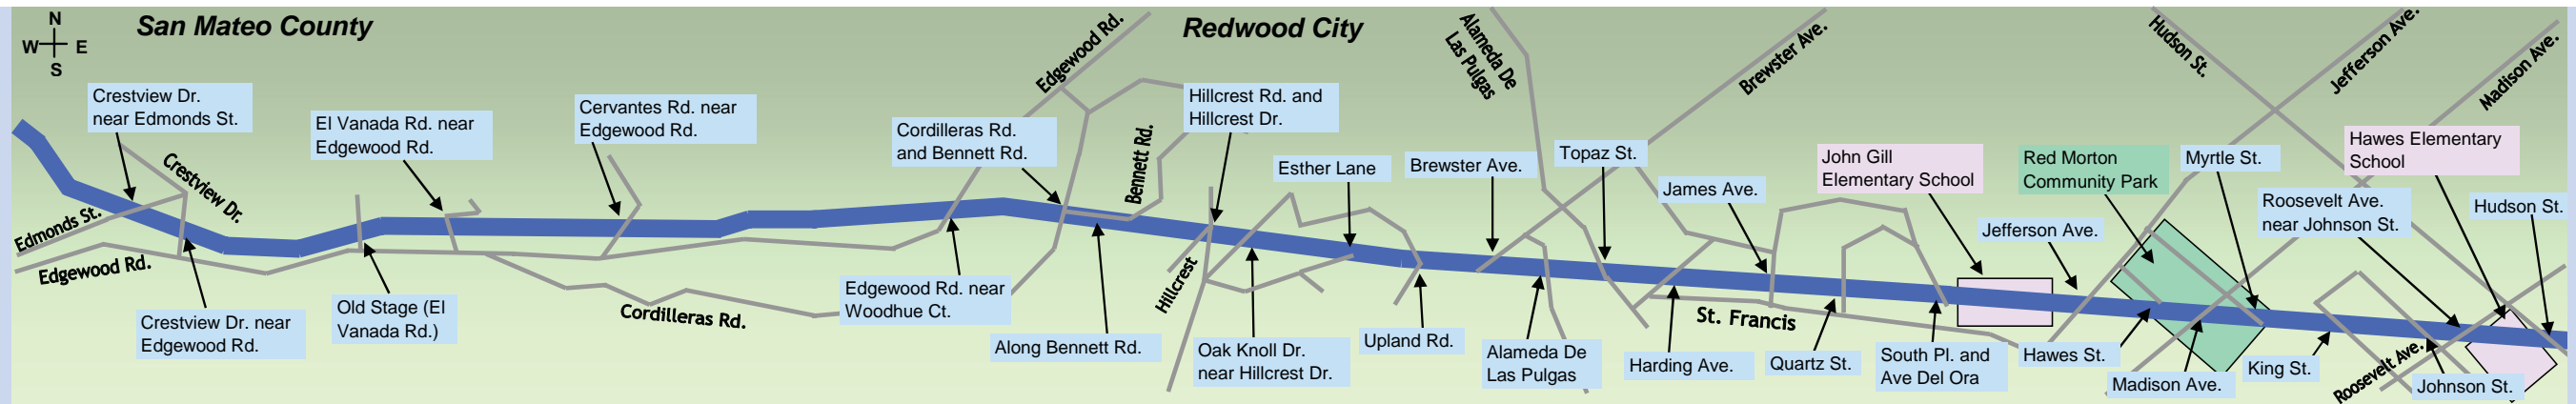 San Mateo County
Redwood City
N
W E
S
Crestview Dr.
near Edmonds St.
Edmonds St.
Edgewood Rd.
Crestview Dr.
Crestview Dr. near
Edgewood Rd.
El Vanada Rd. near
Edgewood Rd.
Old Stage (El
Vanada Rd.)
Cervantes Rd. near
Edgewood Rd.
Cordilleras Rd.
Cordilleras Rd.
and Bennett Rd.
Edgewood Rd. near
Woodhue Ct.
Edgewood Rd.
Along Bennett Rd.
Bennett Rd.
Hillcrest Rd. and
Hillcrest Dr.
Hillcrest
Oak Knoll Dr.
near Hillcrest Dr.
Esther Lane
Upland Rd.
Brewster Ave.
Alameda De
Las Pulgas
Alameda De
Las Pulgas
Topaz St.
Brewster Ave.
James Ave.
Harding Ave.
St. Francis
Quartz St.
John Gill
Elementary School
South Pl. and
Ave Del Ora
Jefferson Ave.
Red Morton
Community Park
Hawes St.
Myrtle St.
Madison Ave.
Hudson St.
Jefferson Ave.
Madison Ave.
Hawes Elementary
School
Roosevelt Ave.
near Johnson St.
Hudson St.
King St.
Roosevelt Ave.
Johnson St.